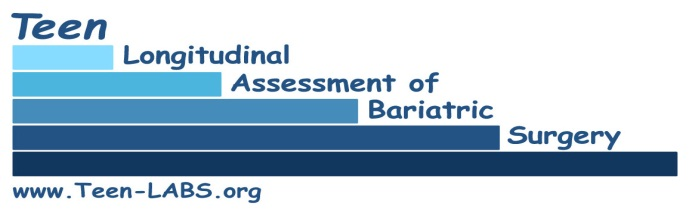 Teen
Longitudinal
Assessment of
Bariatric
Surgery
www.Teen-LABS.org